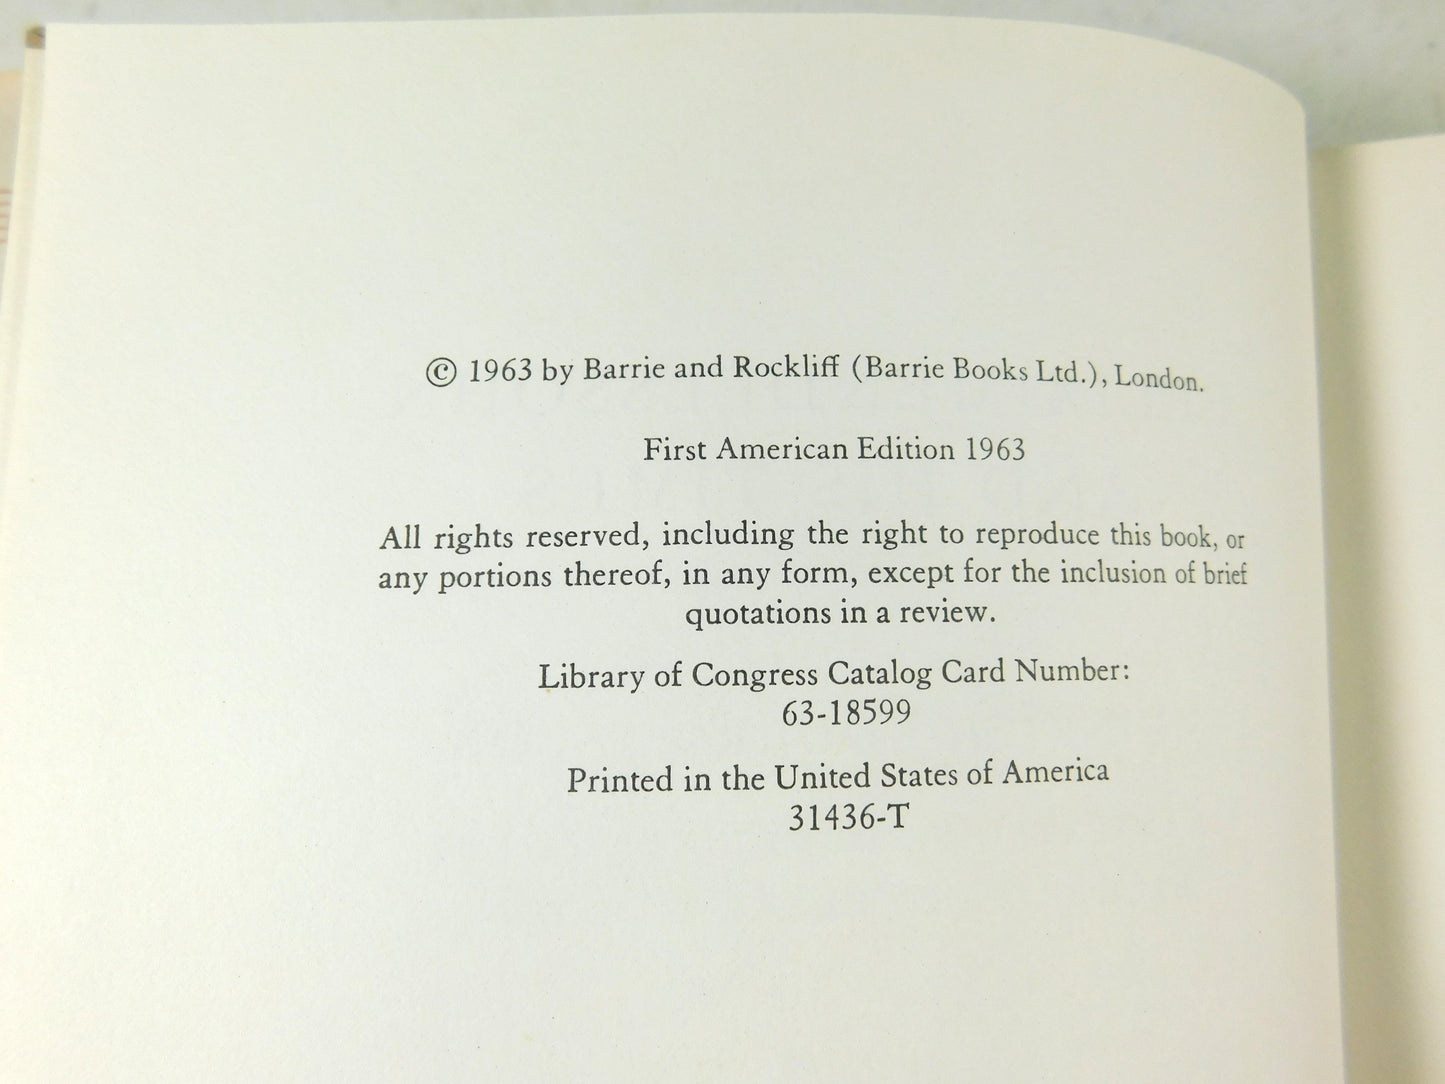 © 1963 by Barrie and Rockliff (Barrie Books Ltd.), London.
First American Edition 1963
All rights reserved, including the right to reproduce this book, or
any portions thereof, in any form, except for the inclusion of brief
quotations in a review.
Library of Congress Catalog Card Number:
63-18599
Printed in the United States of America
31436-T